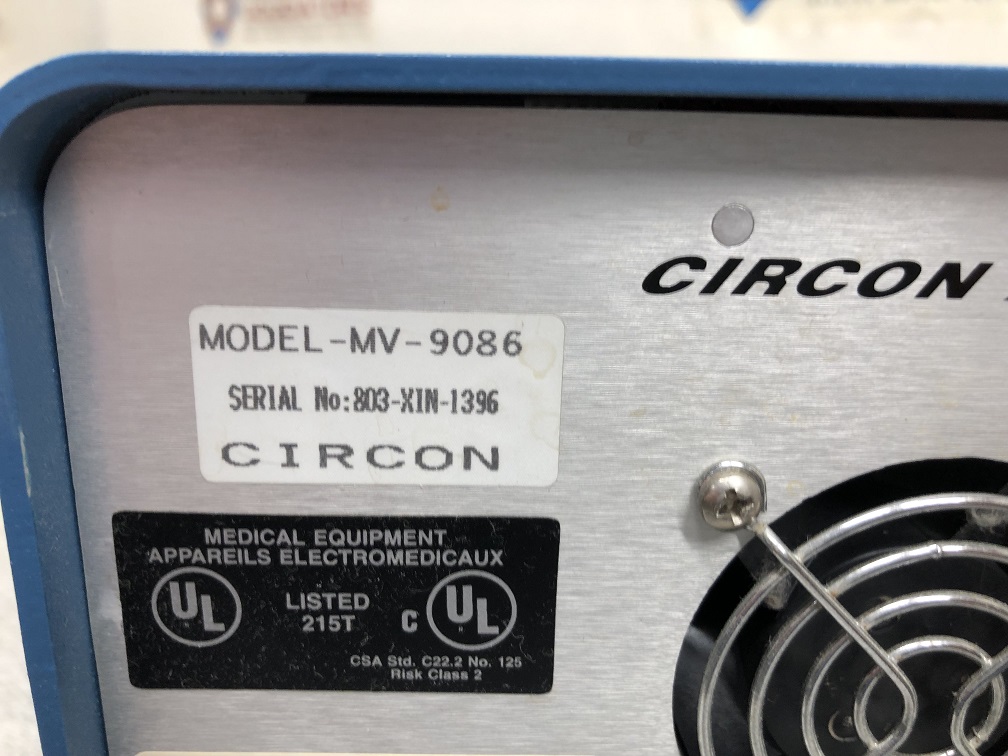 CIRCON
MODEL-MV-9086
SERIAL No:803-XIN-1396
CIRCON
MEDICAL EQUIPMENT
APPAREILS ELECTROMEDICAUX
UL
LISTED
215T
C UL
CSA Std. C22.2 No. 125
Risk Class 2